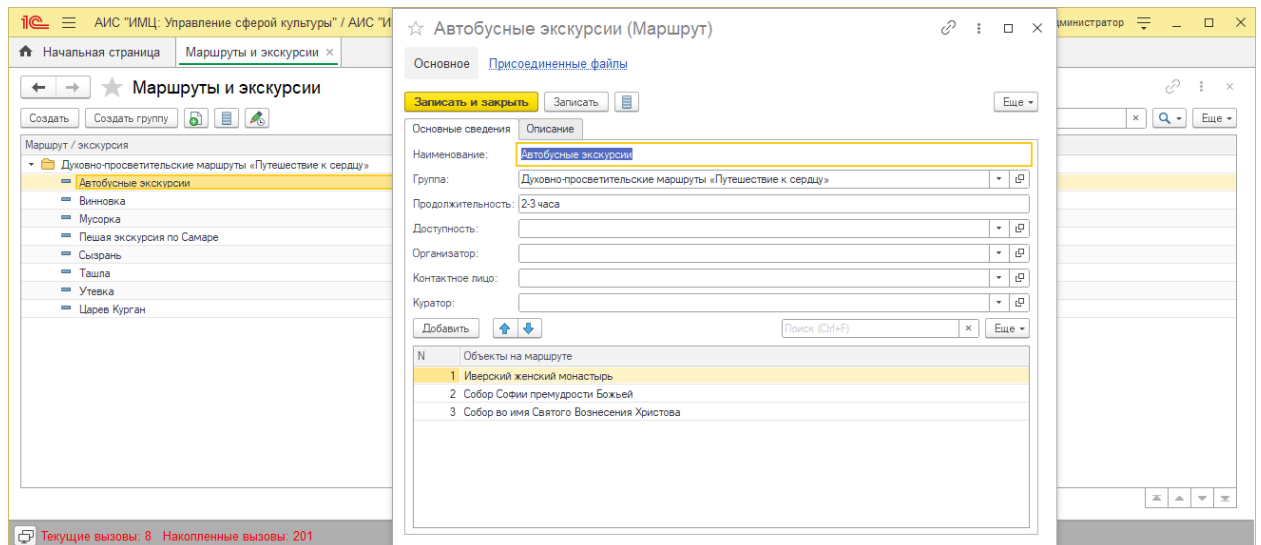 1С АИС "ИМЦ: Управление сферой культуры" / АИС "И
министратор
Начальная страница Маршруты и экскурсии ×
Маршруты и экскурсии
Создать Создать группу
Еще
Маршрут / экскурсия
Духовно-просветительские маршруты «Путешествие к сердцу»
Автобусные экскурсии
Винновка
Мусорка
Пешая экскурсия по Самаре
Сызрань
Ташла
Утевка
Царев Курган
Текущие вызовы: 8 Накопленные вызовы: 201
Автобусные экскурсии (Маршрут)
Основное Присоединенные файлы
Записать и закрыть Записать Еще
Основные сведения Описание
Наименование: Автобусные экскурсии
Группа: Духовно-просветительские маршруты «Путешествие к сердцу»
Продолжительность: 2-3 часа
Доступность:
Организатор:
Контактное лицо:
Куратор:
Добавить Поиск (Ctrl+F) × Еще
N Объекты на маршруте
1 Иверский женский монастырь
2 Собор Софии премудрости Божьей
3 Собор во имя Святого Вознесения Христова